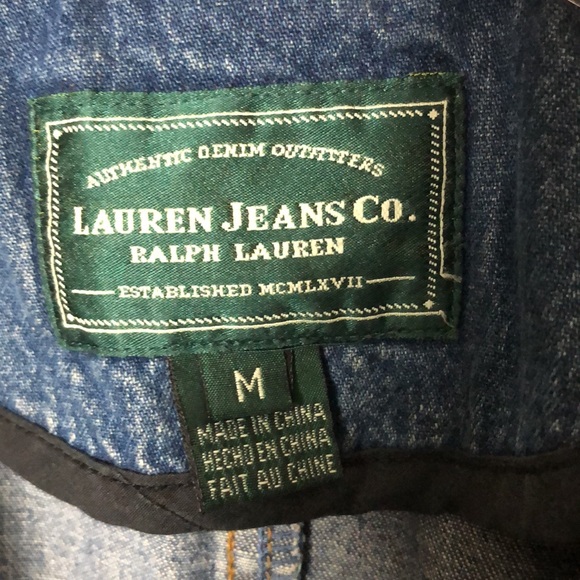 AUTHENTIC DENIM OUTFITTERS
LAUREN JEANS CO.
RALPH LAUREN
ESTABLISHED MCMLXVII
M
MADE IN CHINA
HECHO EN CHINA
FAIT AU CHINE